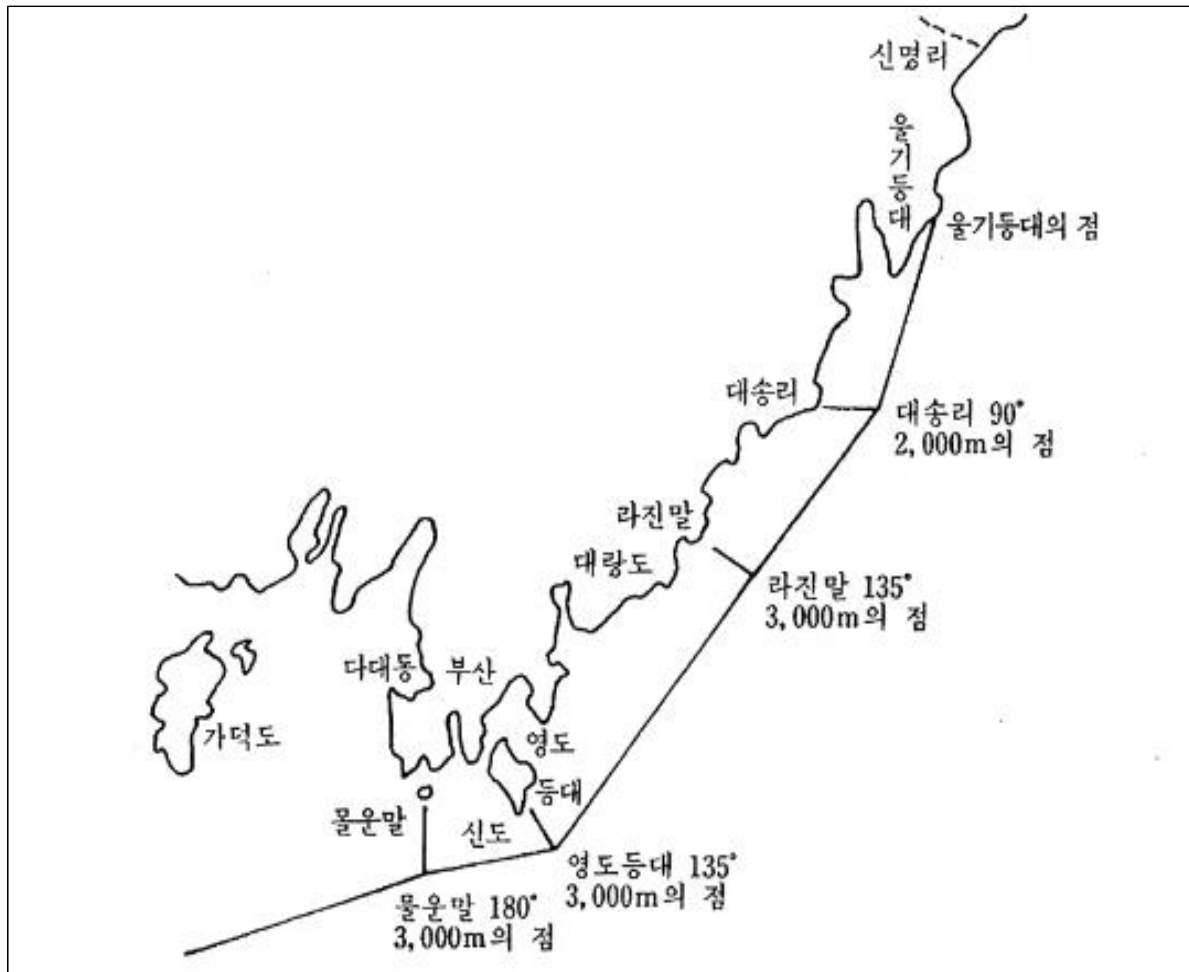 신명리
울기등대
울기등대의 점
대송리
대송리 90°
2,000m의 점
라진말
대랑도
라진말 135°
3,000m의 점
다대동
부산
가덕도
영도
등대
몰운말
신도
영도등대 135°
3,000m의 점
몰운말 180°
3,000m의 점